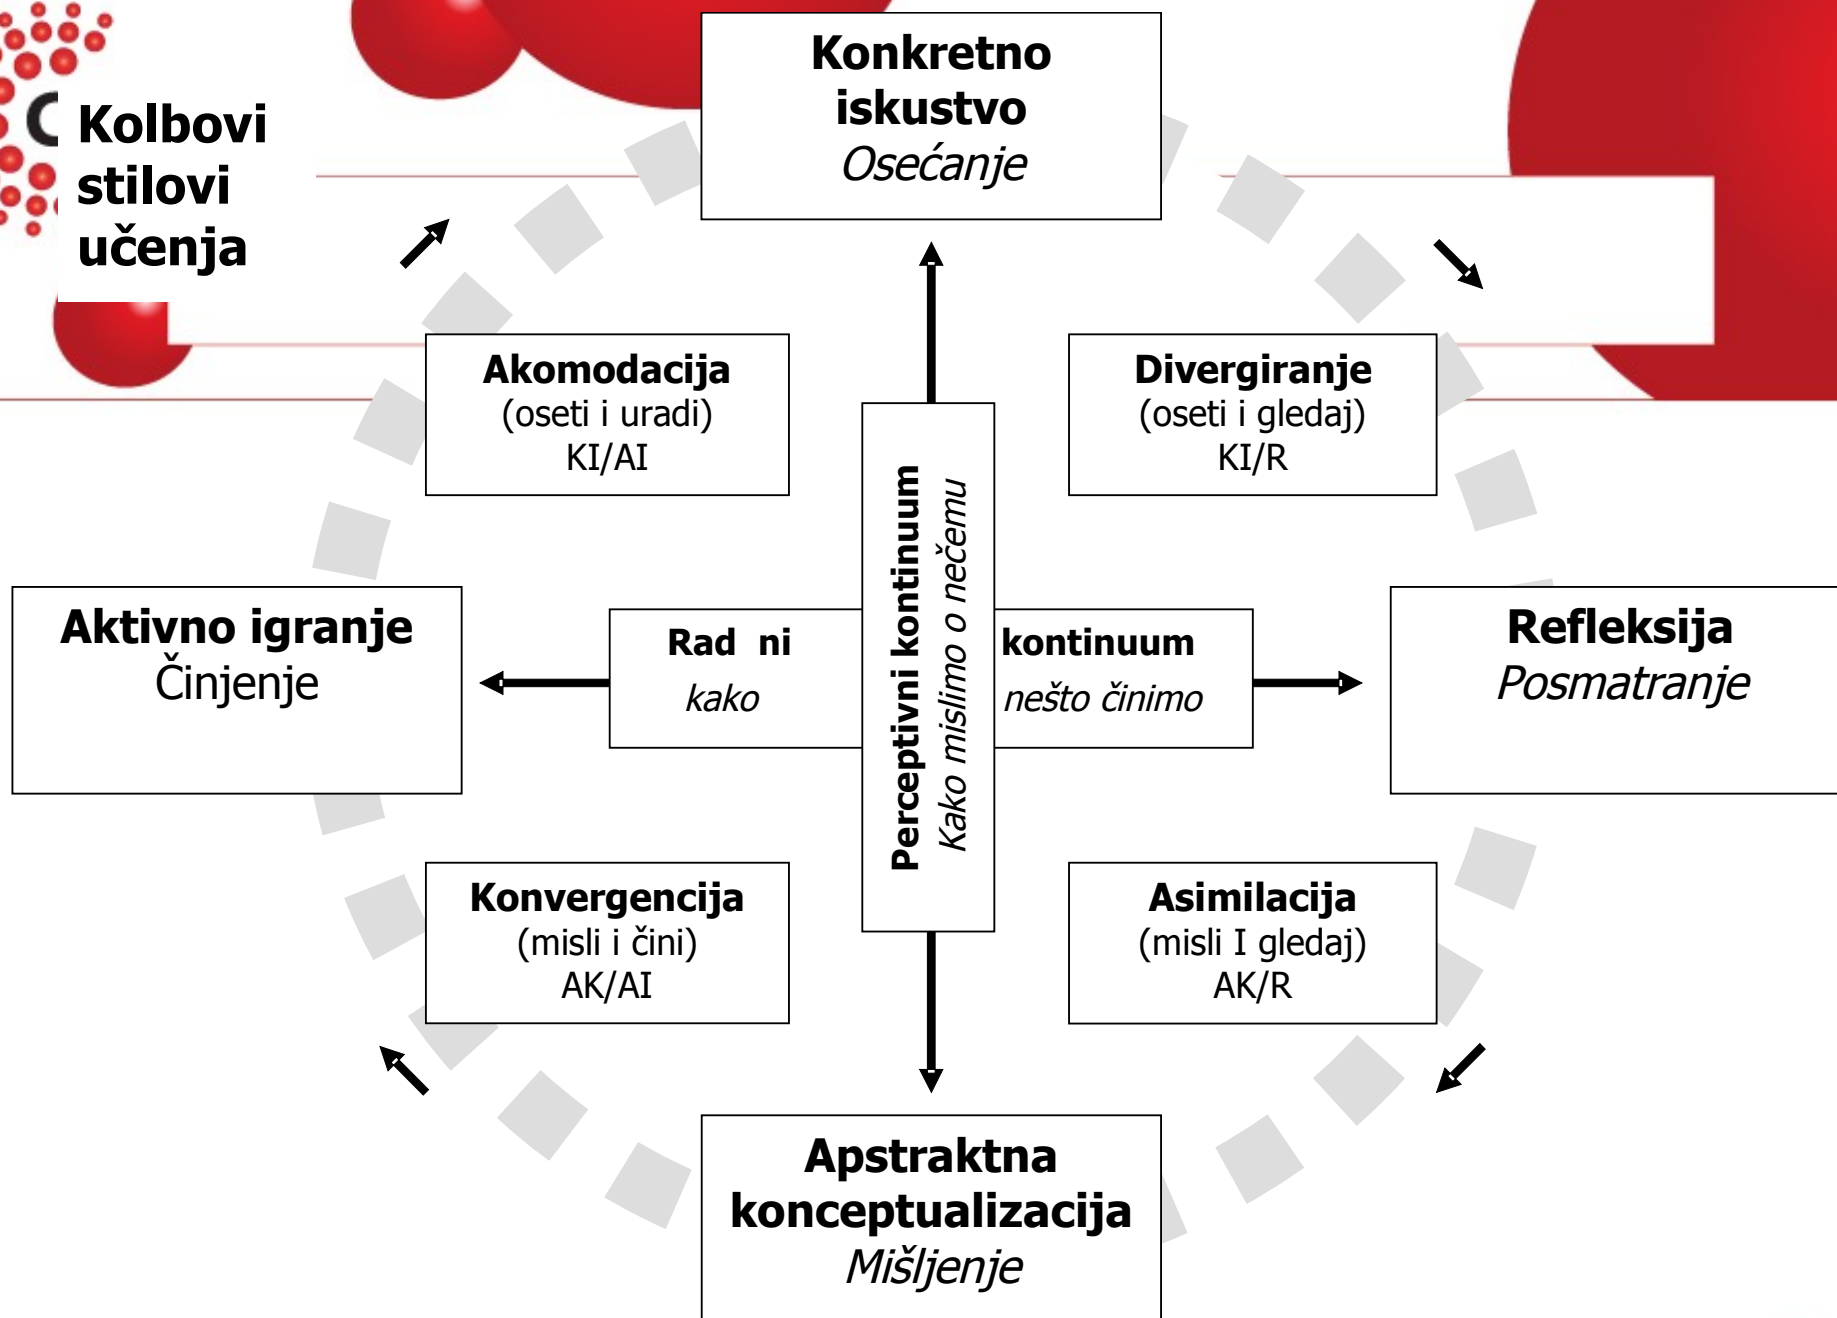 Kolbovi
stilovi
učenja
Konkretno
iskustvo
Osećanje
Akomodacija
(oseti i uradi)
KI/AI
Divergiranje
(oseti i gledaj)
KI/R
Aktivno igranje
Činjenje
Rad ni
kako
Perceptivni kontinuum
Kako mislimo o nečemu
kontinuum
nešto činimo
Refleksija
Posmatranje
Konvergencija
(misli i čini)
AK/AI
Asimilacija
(misli I gledaj)
AK/R
Apstraktna
konceptualizacija
Mišljenje